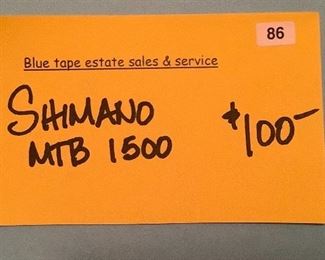 86
Blue tape estate sales & service
SHIMANO
MTB 1500 $100-